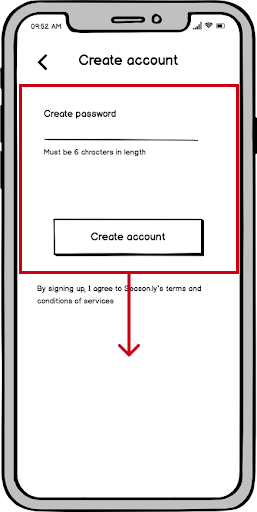 09:52 AM
Create account
Create password
Must be 6 chracters in length
Create account
By signing up, I agree to Season.ly's terms and
conditions of services